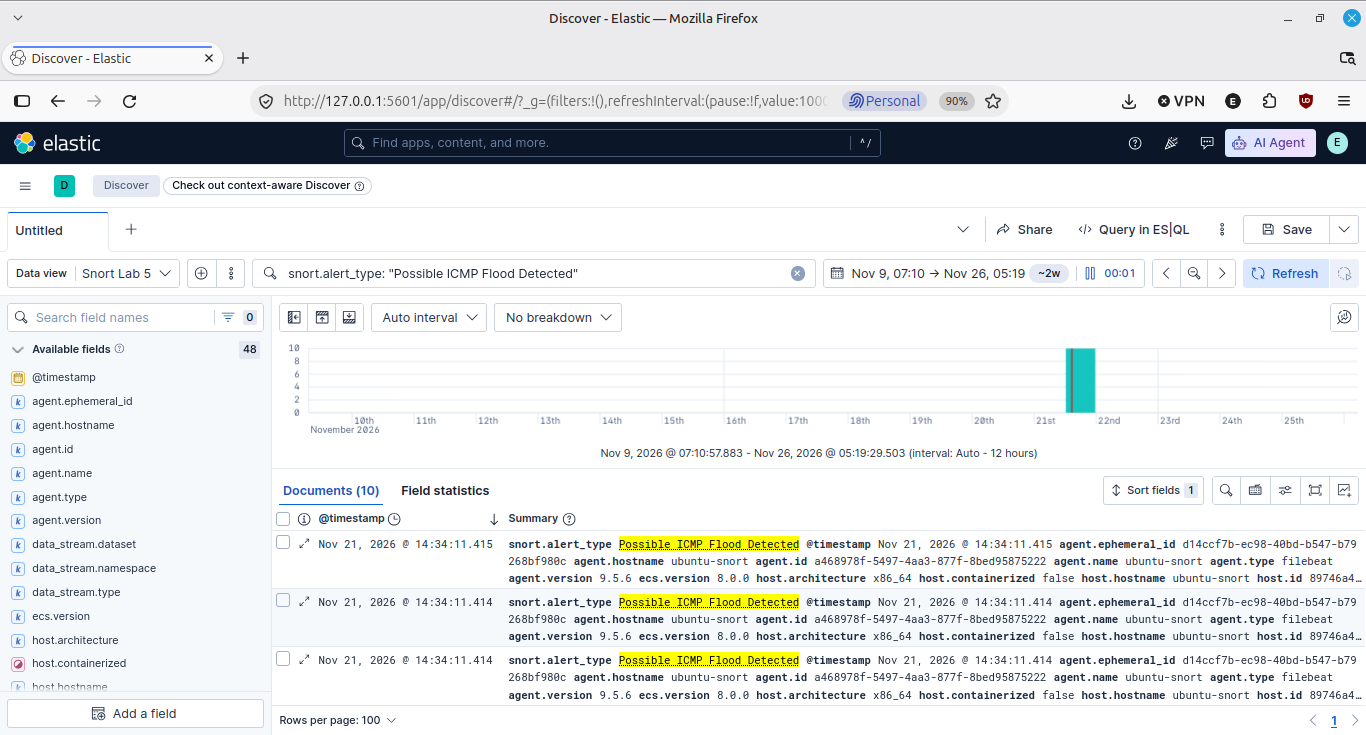 Discover - Elastic — Mozilla Firefox
Discover - Elastic
http://127.0.0.1:5601/app/discover#/?_g=(filters:!(),refreshInterval:(pause:!f,value:1000
Personal
90%
VPN
E
elastic
Find apps, content, and more.
^/
AI Agent
E
D
Discover
Check out context-aware Discover
Untitled
Share
Query in ES|QL
Save
Data view
Snort Lab 5
snort.alert_type: "Possible ICMP Flood Detected"
Nov 9, 07:10 → Nov 26, 05:19
~2w
00:01
Refresh
Search field names
0
Auto interval
No breakdown
Available fields
48
@timestamp
agent.ephemeral_id
agent.hostname
agent.id
agent.name
agent.type
agent.version
data_stream.dataset
data_stream.namespace
data_stream.type
ecs.version
host.architecture
host.containerized
host.hostname
Add a field
10
8
6
4
2
0
10th 11th 12th 13th 14th 15th 16th 17th 18th 19th 20th 21st 22nd 23rd 24th 25th
November 2026
Nov 9, 2026 @ 07:10:57.883 - Nov 26, 2026 @ 05:19:29.503 (interval: Auto - 12 hours)
Documents (10)
Field statistics
Sort fields 1
@timestamp
Summary
Nov 21, 2026 @ 14:34:11.415
snort.alert_type Possible ICMP Flood Detected @timestamp Nov 21, 2026 @ 14:34:11.415 agent.ephemeral_id d14ccf7b-ec98-40bd-b547-b79
268bf980c agent.hostname ubuntu-snort agent.id a468978f-5497-4aa3-877f-8bed95875222 agent.name ubuntu-snort agent.type filebeat
agent.version 9.5.6 ecs.version 8.0.0 host.architecture x86_64 host.containerized false host.hostname ubuntu-snort host.id 89746a4…
Nov 21, 2026 @ 14:34:11.414
snort.alert_type Possible ICMP Flood Detected @timestamp Nov 21, 2026 @ 14:34:11.414 agent.ephemeral_id d14ccf7b-ec98-40bd-b547-b79
268bf980c agent.hostname ubuntu-snort agent.id a468978f-5497-4aa3-877f-8bed95875222 agent.name ubuntu-snort agent.type filebeat
agent.version 9.5.6 ecs.version 8.0.0 host.architecture x86_64 host.containerized false host.hostname ubuntu-snort host.id 89746a4…
Nov 21, 2026 @ 14:34:11.414
snort.alert_type Possible ICMP Flood Detected @timestamp Nov 21, 2026 @ 14:34:11.414 agent.ephemeral_id d14ccf7b-ec98-40bd-b547-b79
268bf980c agent.hostname ubuntu-snort agent.id a468978f-5497-4aa3-877f-8bed95875222 agent.name ubuntu-snort agent.type filebeat
agent.version 9.5.6 ecs.version 8.0.0 host.architecture x86_64 host.containerized false host.hostname ubuntu-snort host.id 89746a4…
Rows per page: 100
1